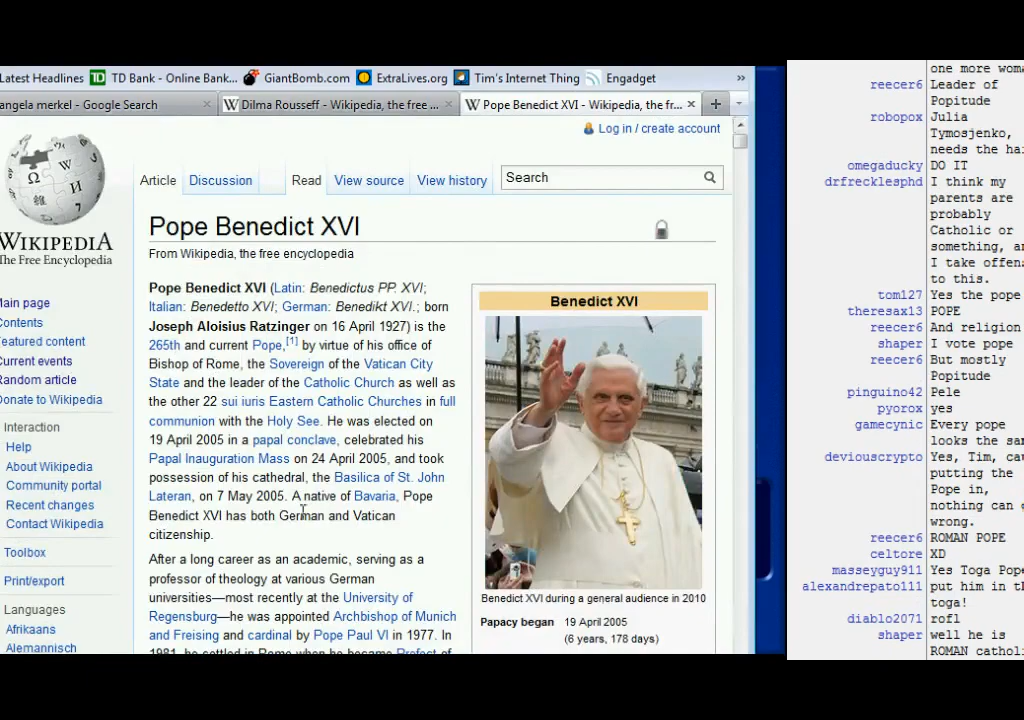 Latest Headlines TD Bank - Online Bank... GiantBomb.com ExtraLives.org Tim's Internet Thing Engadget »
angela merkel - Google Search Dilma Rousseff - Wikipedia, the free ... Pope Benedict XVI - Wikipedia, the fr...
Log in / create account
Article Discussion Read View source View history Search
WIKIPEDIA
The Free Encyclopedia
Main page
Contents
Featured content
Current events
Random article
Donate to Wikipedia
Interaction
Help
About Wikipedia
Community portal
Recent changes
Contact Wikipedia
Toolbox
Print/export
Languages
Afrikaans
Alemannisch
Pope Benedict XVI
From Wikipedia, the free encyclopedia
Pope Benedict XVI (Latin: Benedictus PP. XVI;
Italian: Benedetto XVI; German: Benedikt XVI.; born
Joseph Aloisius Ratzinger on 16 April 1927) is the
265th and current Pope,[1] by virtue of his office of
Bishop of Rome, the Sovereign of the Vatican City
State and the leader of the Catholic Church as well as
the other 22 sui iuris Eastern Catholic Churches in full
communion with the Holy See. He was elected on
19 April 2005 in a papal conclave, celebrated his
Papal Inauguration Mass on 24 April 2005, and took
possession of his cathedral, the Basilica of St. John
Lateran, on 7 May 2005. A native of Bavaria, Pope
Benedict XVI has both German and Vatican
citizenship.
After a long career as an academic, serving as a
professor of theology at various German
universities—most recently at the University of
Regensburg—he was appointed Archbishop of Munich
and Freising and cardinal by Pope Paul VI in 1977. In
1981, he settled in Rome when he became Prefect of
Benedict XVI
Benedict XVI during a general audience in 2010
Papacy began 19 April 2005
(6 years, 178 days)
one more
reecer6 Leader of
Popitude
robopox Julia
Tymosjenko,
needs the
omegaducky DO IT
drfrecklesphd I think my
parents are
probably
Catholic or
something,
I take
to this.
tom127 Yes the pope
theresax13 POPE
reecer6 And religion
shaper I vote pope
reecer6 But mostly
Popitude
pinguino42 Pele
pyorox yes
gamecynic Every pope
looks the
deviouscrypto Yes, Tim,
putting the
Pope in,
nothing can
wrong.
reecer6 ROMAN POPE
celtore XD
masseyguy911 Yes Toga Pope
alexandrepato111 put him in
toga!
diablo2071 rofl
shaper well he is
ROMAN